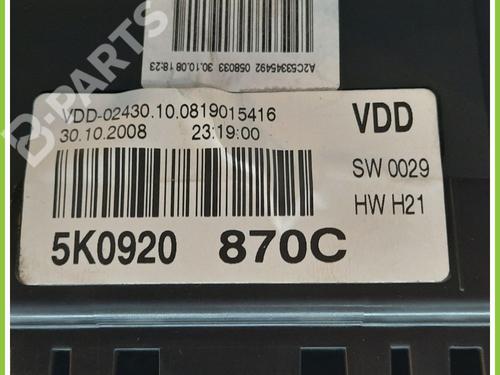 B-PARTS
A2C53345492 058033 30.10.08 18:23
VDD-02430.10.0819015416
30.10.2008 23:19:00
VDD
SW 0029
HW H21
5K0920 870C